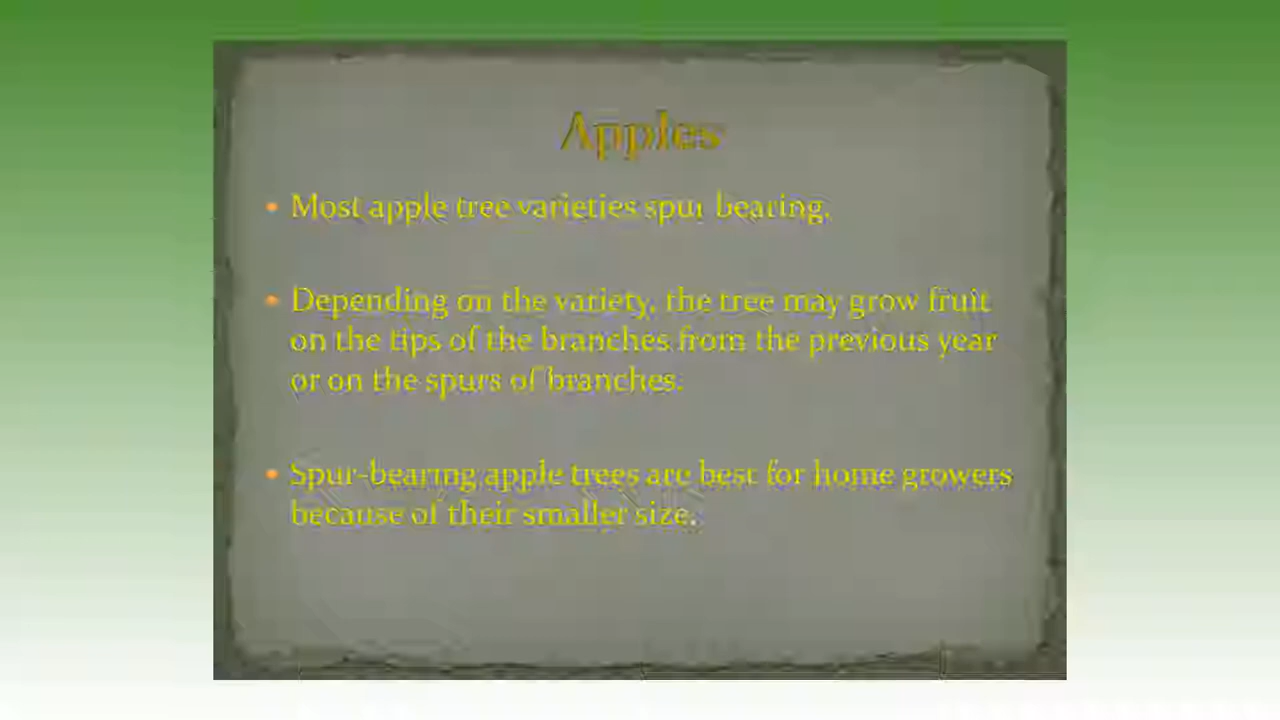 Apples
• Most apple tree varieties spur bearing.
• Depending on the variety, the tree may grow fruit
on the tips of the branches from the previous year
or on the spurs of branches.
• Spur-bearing apple trees are best for home growers
because of their smaller size.